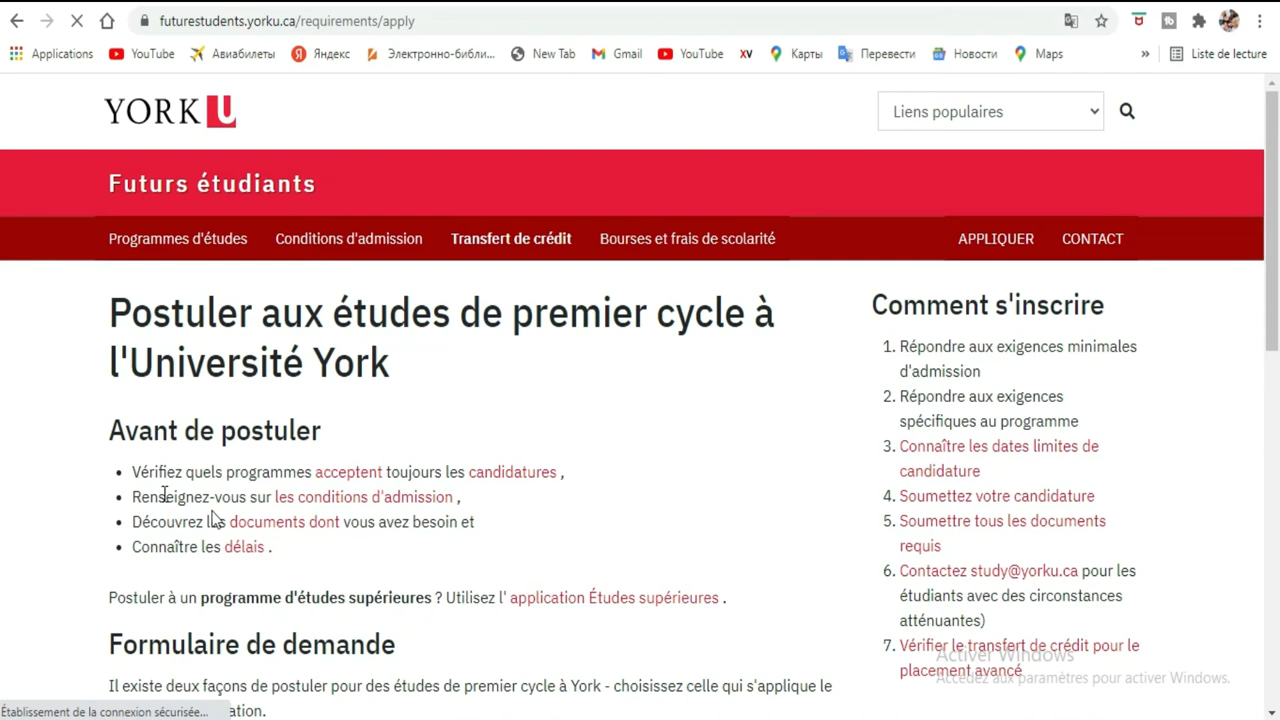 futurestudents.yorku.ca/requirements/apply
Applications YouTube Авиабилеты Яндекс Электронно-библи... New Tab Gmail YouTube XV Карты Перевести Новости Maps » Liste de lecture
YORK U
Liens populaires
Futurs étudiants
Programmes d'études Conditions d'admission Transfert de crédit Bourses et frais de scolarité APPLIQUER CONTACT
Postuler aux études de premier cycle à
l'Université York
Avant de postuler
• Vérifiez quels programmes acceptent toujours les candidatures ,
• Renseignez-vous sur les conditions d'admission ,
• Découvrez les documents dont vous avez besoin et
• Connaître les délais .
Postuler à un programme d'études supérieures ? Utilisez l' application Études supérieures .
Formulaire de demande
Il existe deux façons de postuler pour des études de premier cycle à York - choisissez celle qui s'applique le
ation.
Comment s'inscrire
1. Répondre aux exigences minimales
d'admission
2. Répondre aux exigences
spécifiques au programme
3. Connaître les dates limites de
candidature
4. Soumettez votre candidature
5. Soumettre tous les documents
requis
6. Contactez study@yorku.ca pour les
étudiants avec des circonstances
atténuantes)
7. Vérifier le transfert de crédit pour le
placement avancé
Activer Windows
Accédez aux paramètres pour activer Windows.
Établissement de la connexion sécurisée...